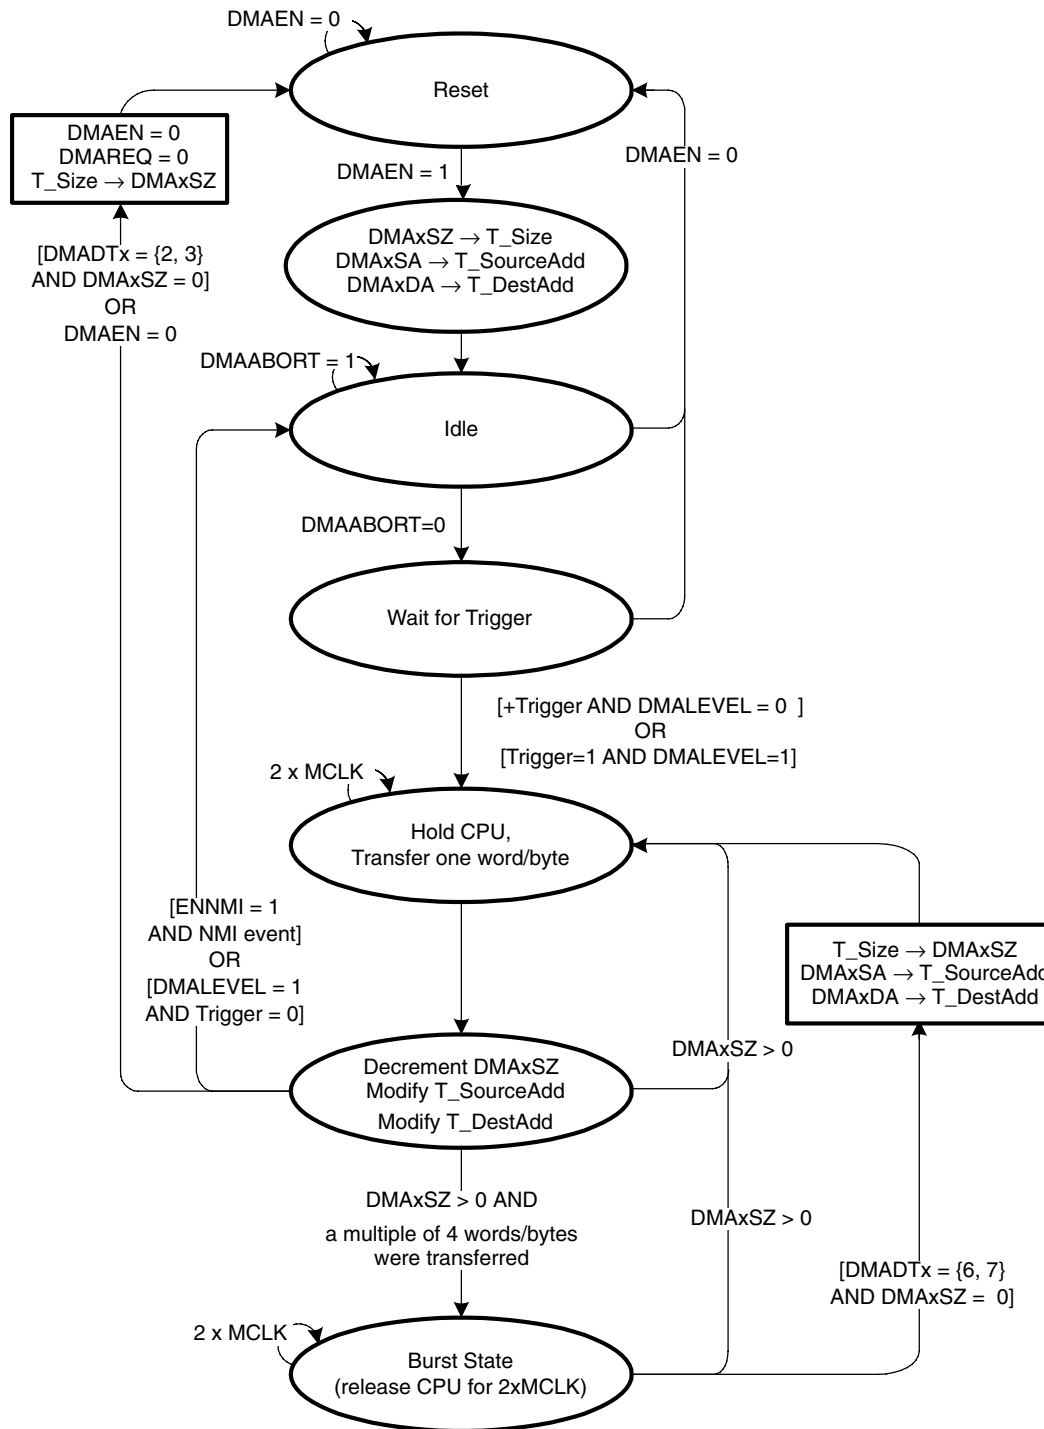 DMAEN = 0
Reset
DMAEN = 0
DMAREQ = 0
T_Size → DMAxSZ
DMAEN = 0
DMAEN = 1
DMAxSZ → T_Size
DMAxSA → T_SourceAdd
DMAxDA → T_DestAdd
[DMADTx = {2, 3}
AND DMAxSZ = 0]
OR
DMAEN = 0
DMAABORT = 1
Idle
DMAABORT=0
Wait for Trigger
[+Trigger AND DMALEVEL = 0 ]
OR
[Trigger=1 AND DMALEVEL=1]
2 x MCLK
Hold CPU,
Transfer one word/byte
[ENNMI = 1
AND NMI event]
OR
[DMALEVEL = 1
AND Trigger = 0]
T_Size → DMAxSZ
DMAxSA → T_SourceAdd
DMAxDA → T_DestAdd
DMAxSZ > 0
Decrement DMAxSZ
Modify T_SourceAdd
Modify T_DestAdd
DMAxSZ > 0 AND
a multiple of 4 words/bytes
were transferred
DMAxSZ > 0
[DMADTx = {6, 7}
AND DMAxSZ = 0]
2 x MCLK
Burst State
(release CPU for 2xMCLK)